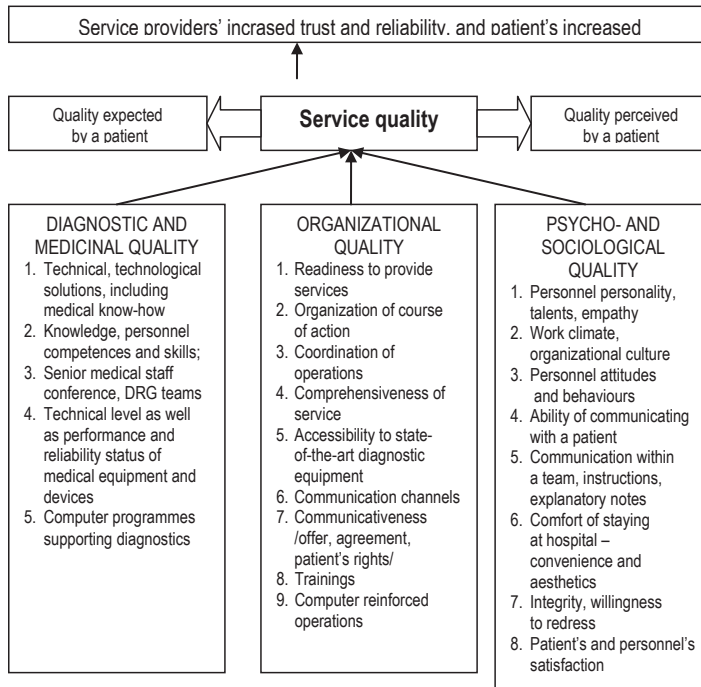 Service providers' incrased trust and reliability, and patient's increased
Quality expected
by a patient
Service quality
Quality perceived
by a patient
DIAGNOSTIC AND
MEDICINAL QUALITY
1. Technical, technological
solutions, including
medical know-how
2. Knowledge, personnel
competences and skills;
3. Senior medical staff
conference, DRG teams
4. Technical level as well
as performance and
reliability status of
medical equipment and
devices
5. Computer programmes
supporting diagnostics
ORGANIZATIONAL
QUALITY
1. Readiness to provide
services
2. Organization of course
of action
3. Coordination of
operations
4. Comprehensiveness of
service
5. Accessibility to state-
of-the-art diagnostic
equipment
6. Communication channels
7. Communicativeness
/offer, agreement,
patient's rights/
8. Trainings
9. Computer reinforced
operations
PSYCHO- AND
SOCIOLOGICAL
QUALITY
1. Personnel personality,
talents, empathy
2. Work climate,
organizational culture
3. Personnel attitudes
and behaviours
4. Ability of communicating
with a patient
5. Communication within
a team, instructions,
explanatory notes
6. Comfort of staying
at hospital –
convenience and
aesthetics
7. Integrity, willingness
to redress
8. Patient's and personnel's
satisfaction